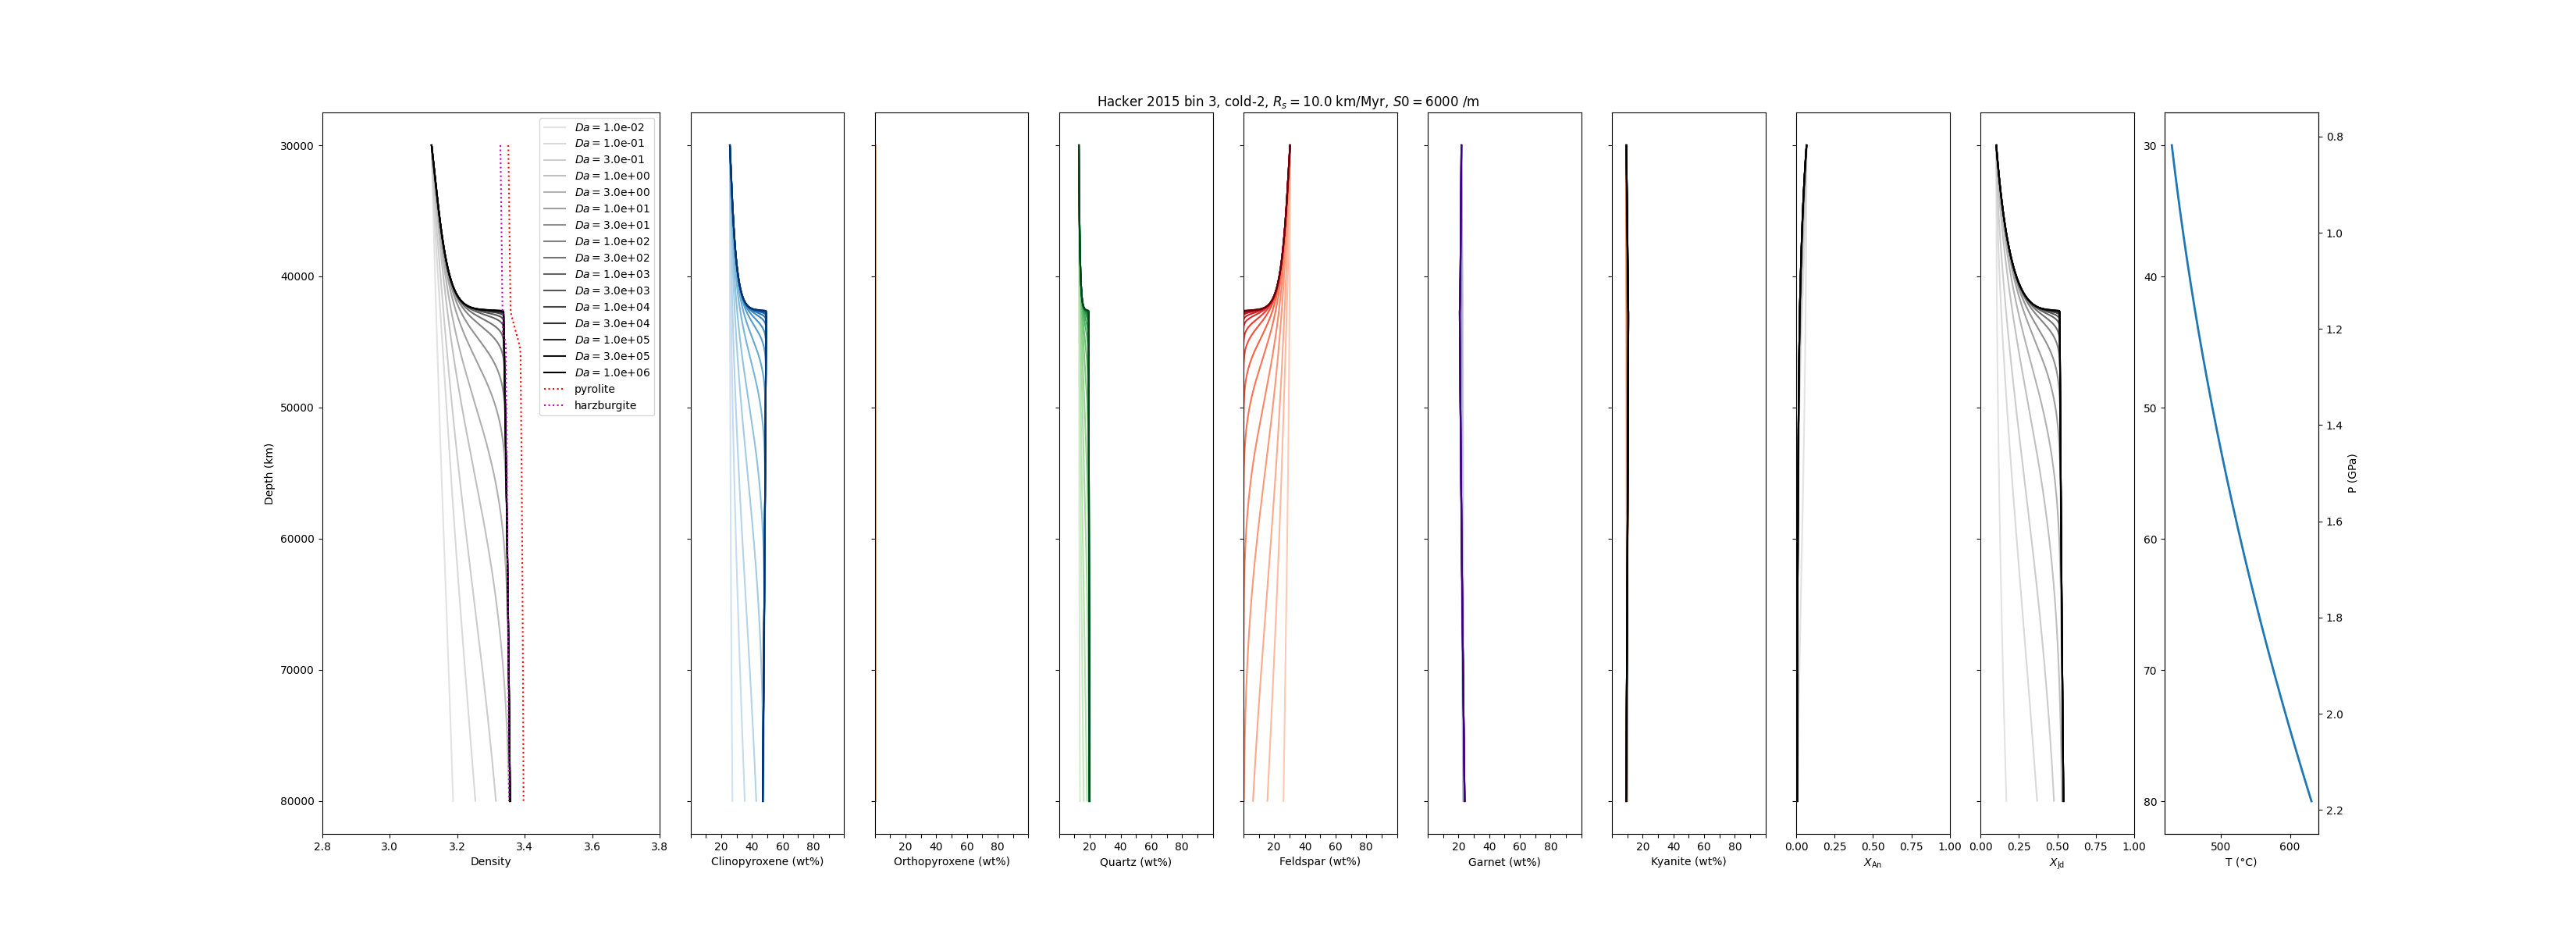 Hacker 2015 bin 3, cold-2, Rs = 10.0 km/Myr, S0 = 6000 /m
Da = 1.0e-02
Da = 1.0e-01
Da = 3.0e-01
Da = 1.0e+00
Da = 3.0e+00
Da = 1.0e+01
Da = 3.0e+01
Da = 1.0e+02
Da = 3.0e+02
Da = 1.0e+03
Da = 3.0e+03
Da = 1.0e+04
Da = 3.0e+04
Da = 1.0e+05
Da = 3.0e+05
Da = 1.0e+06
pyrolite
harzburgite
Depth (km)
30000
40000
50000
60000
70000
80000
2.8 3.0 3.2 3.4 3.6 3.8
Density
20 40 60 80
Clinopyroxene (wt%)
20 40 60 80
Orthopyroxene (wt%)
20 40 60 80
Quartz (wt%)
20 40 60 80
Feldspar (wt%)
20 40 60 80
Garnet (wt%)
20 40 60 80
Kyanite (wt%)
0.00 0.25 0.50 0.75 1.00
XAn
0.00 0.25 0.50 0.75 1.00
XJd
30
40
50
60
70
80
500 600
T (°C)
0.8
1.0
1.2
1.4
1.6
1.8
2.0
2.2
P (GPa)